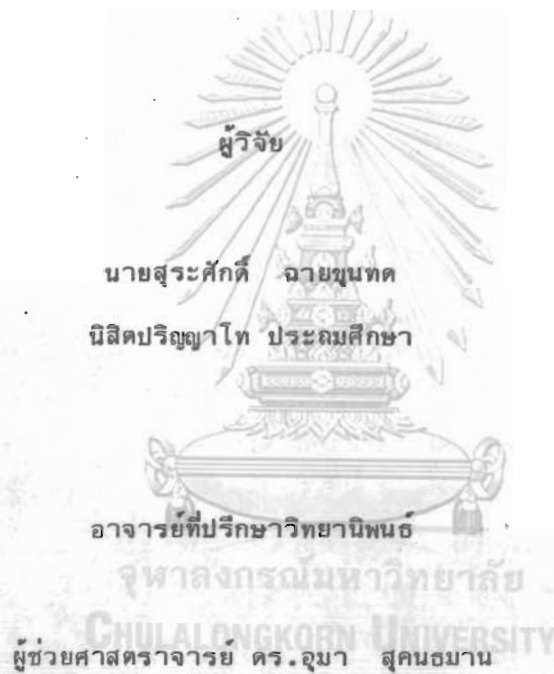 ผู้วิจัย
นายสุระศักดิ์ ฉายขุนทด
นิสิตปริญญาโท ประถมศึกษา
อาจารย์ที่ปรึกษาวิทยานิพนธ์
จุฬาลงกรณ์มหาวิทยาลัย
CHULALONGKORN UNIVERSITY
ผู้ช่วยศาสตราจารย์ ดร.อุมา สุคนธมาน